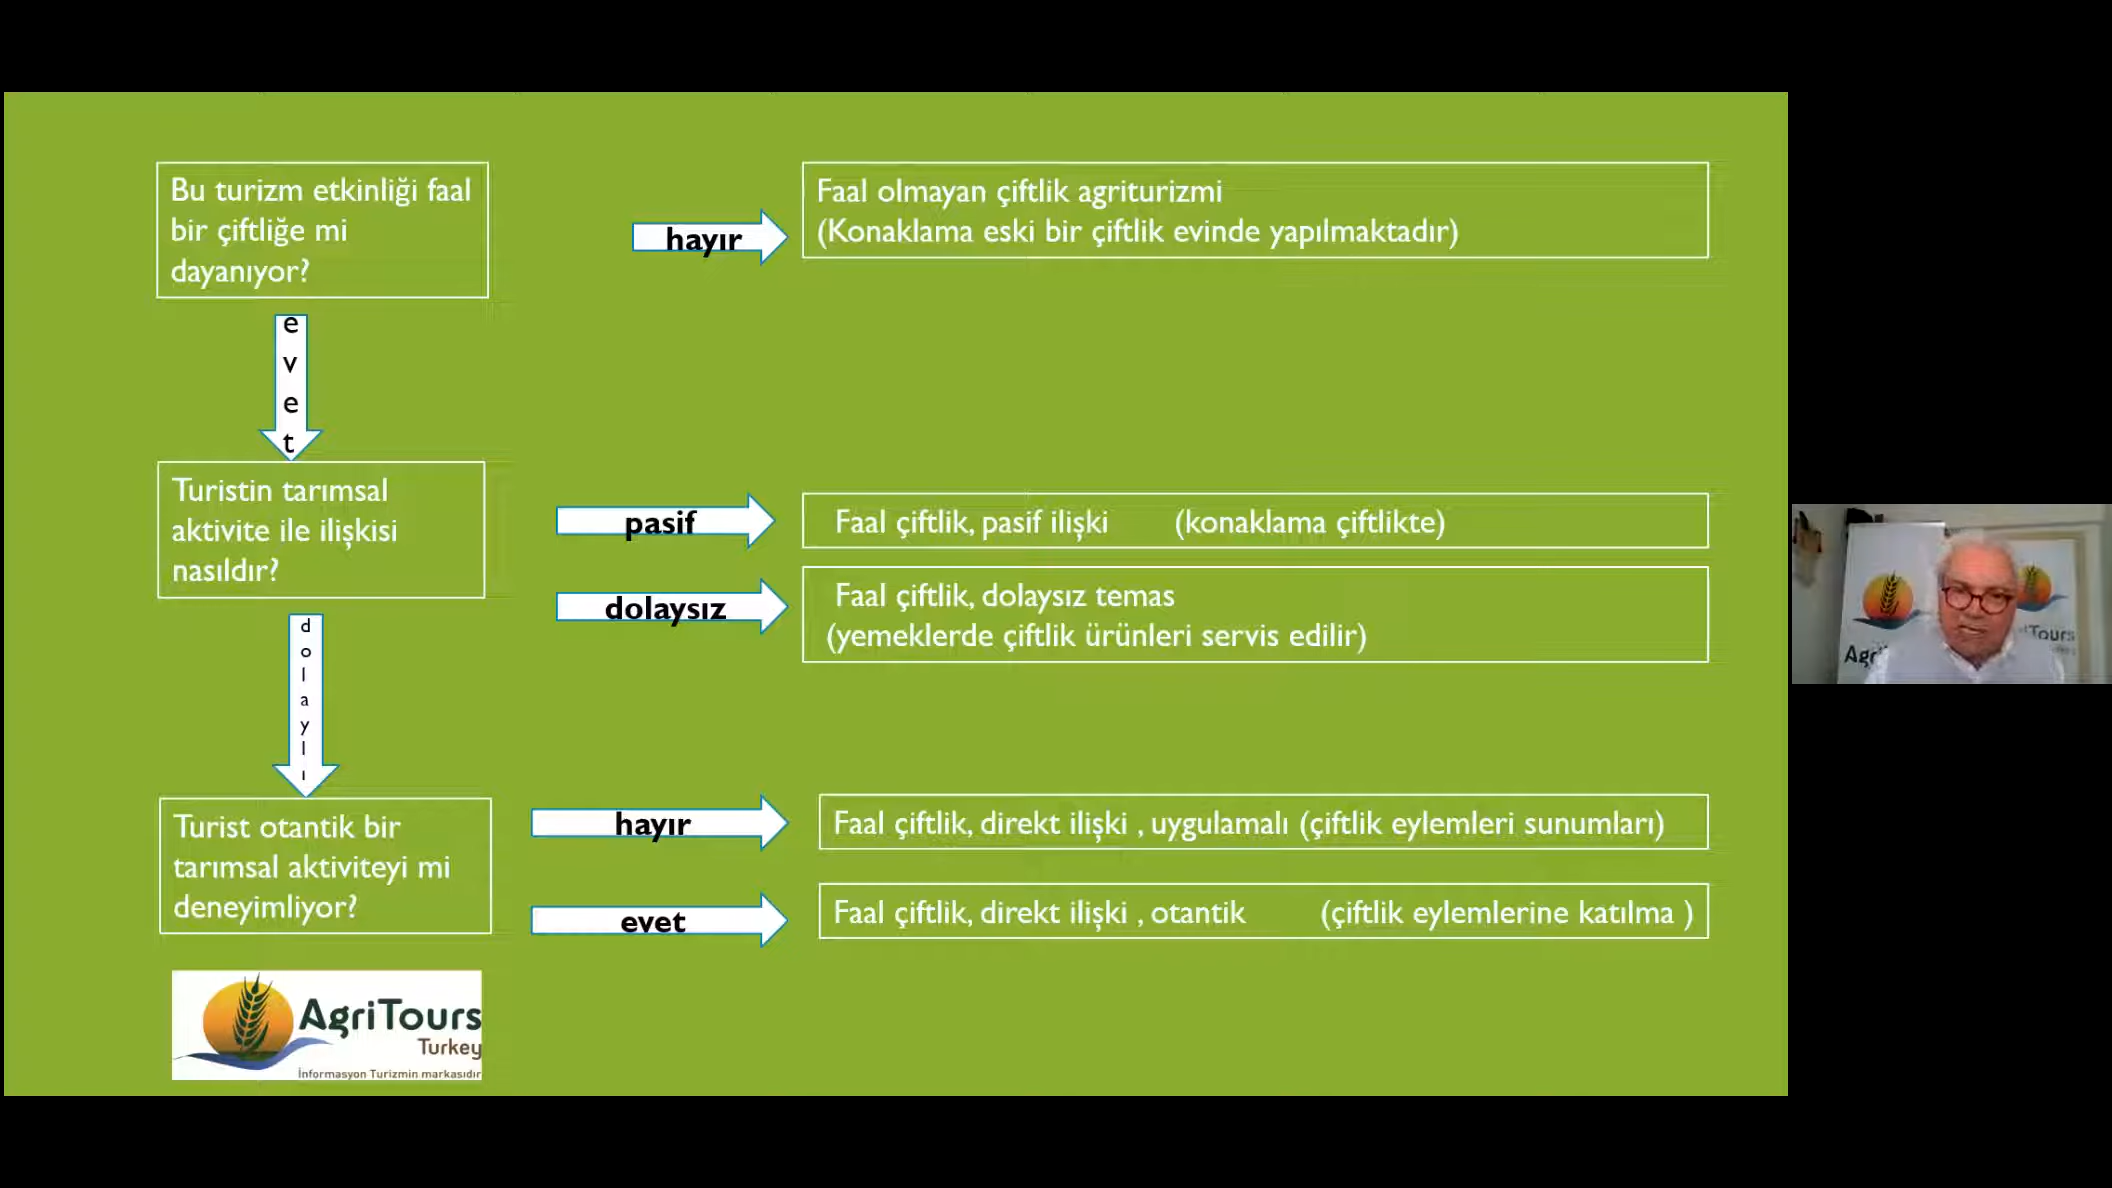 Bu turizm etkinliği faal
bir çiftliğe mi
dayanıyor?
hayır
Faal olmayan çiftlik agriturizmi
(Konaklama eski bir çiftlik evinde yapılmaktadır)
evet
Turistin tarımsal
aktivite ile ilişkisi
nasıldır?
pasif
Faal çiftlik, pasif ilişki (konaklama çiftlikte)
dolaysız
Faal çiftlik, dolaysız temas
(yemeklerde çiftlik ürünleri servis edilir)
dolaylı
Turist otantik bir
tarımsal aktiviteyi mi
deneyimliyor?
hayır
Faal çiftlik, direkt ilişki , uygulamalı (çiftlik eylemleri sunumları)
evet
Faal çiftlik, direkt ilişki , otantik (çiftlik eylemlerine katılma )
AgriTours
Turkey
İnformasyon Turizmin markasıdır